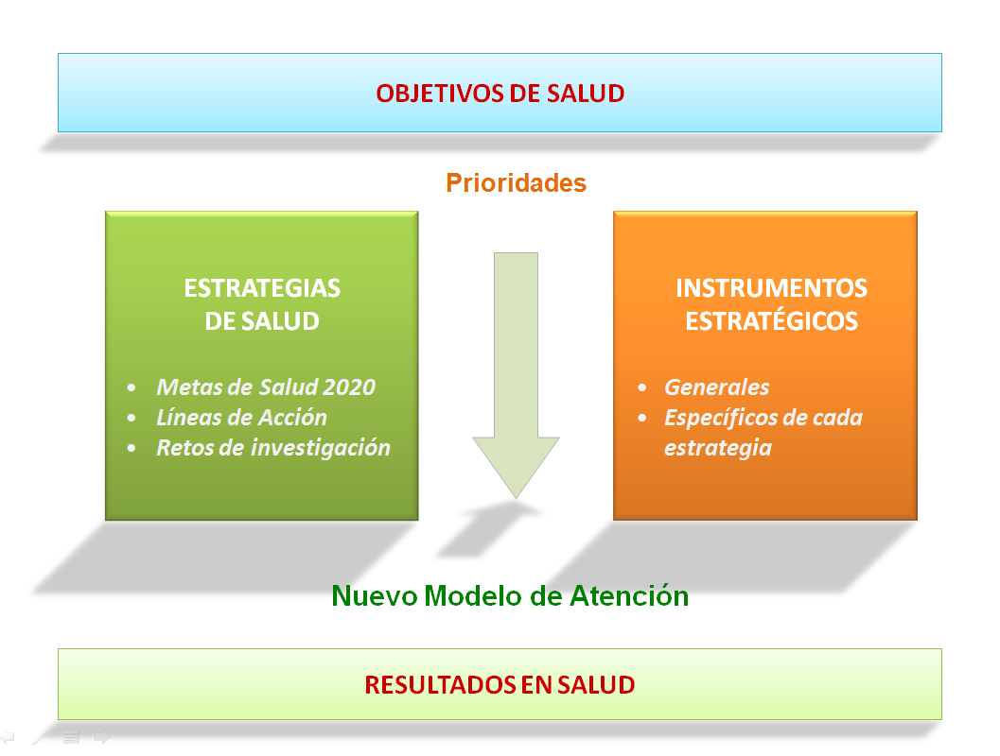 OBJETIVOS DE SALUD
Prioridades
ESTRATEGIAS
DE SALUD
• Metas de Salud 2020
• Líneas de Acción
• Retos de investigación
INSTRUMENTOS
ESTRATÉGICOS
• Generales
• Específicos de cada
estrategia
Nuevo Modelo de Atención
RESULTADOS EN SALUD